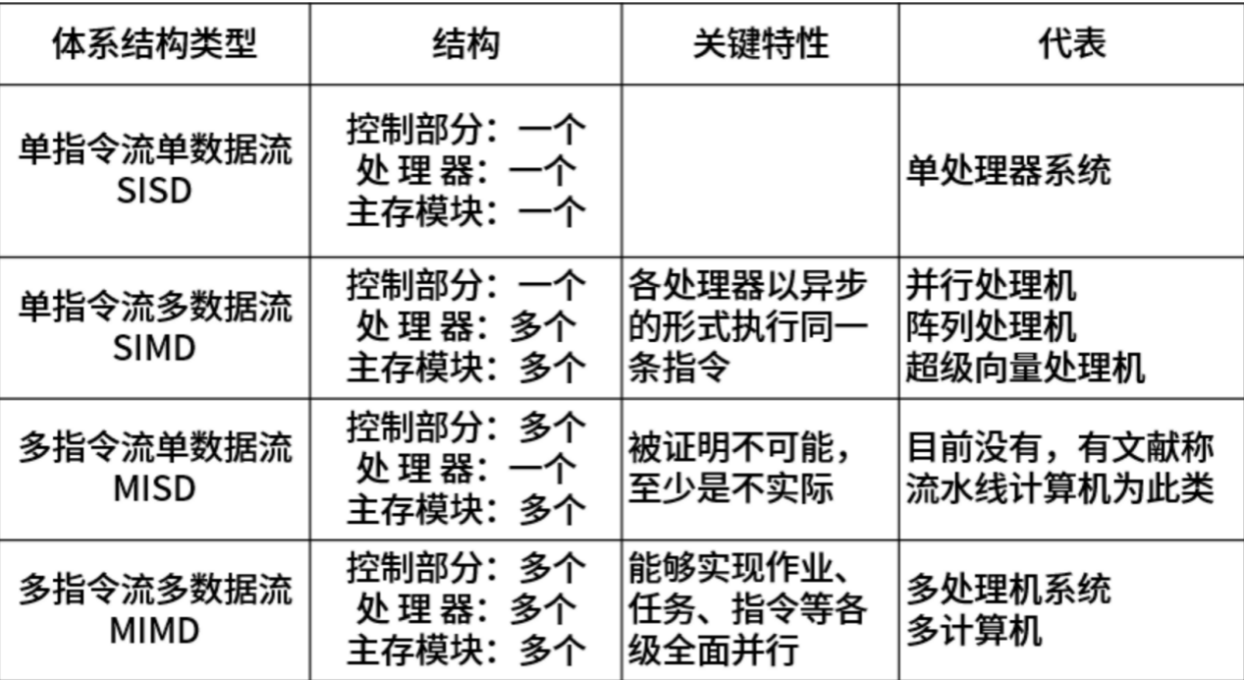 体系结构类型 结构 关键特性 代表
单指令流单数据流
SISD
控制部分：一个
处 理 器：一个
主存模块：一个
单处理器系统
单指令流多数据流
SIMD
控制部分：一个
处 理 器：多个
主存模块：多个
各处理器以异步
的形式执行同一
条指令
并行处理机
阵列处理机
超级向量处理机
多指令流单数据流
MISD
控制部分：多个
处 理 器：一个
主存模块：多个
被证明不可能，
至少是不实际
目前没有，有文献称
流水线计算机为此类
多指令流多数据流
MIMD
控制部分：多个
处 理 器：多个
主存模块：多个
能够实现作业、
任务、指令等各
级全面并行
多处理机系统
多计算机